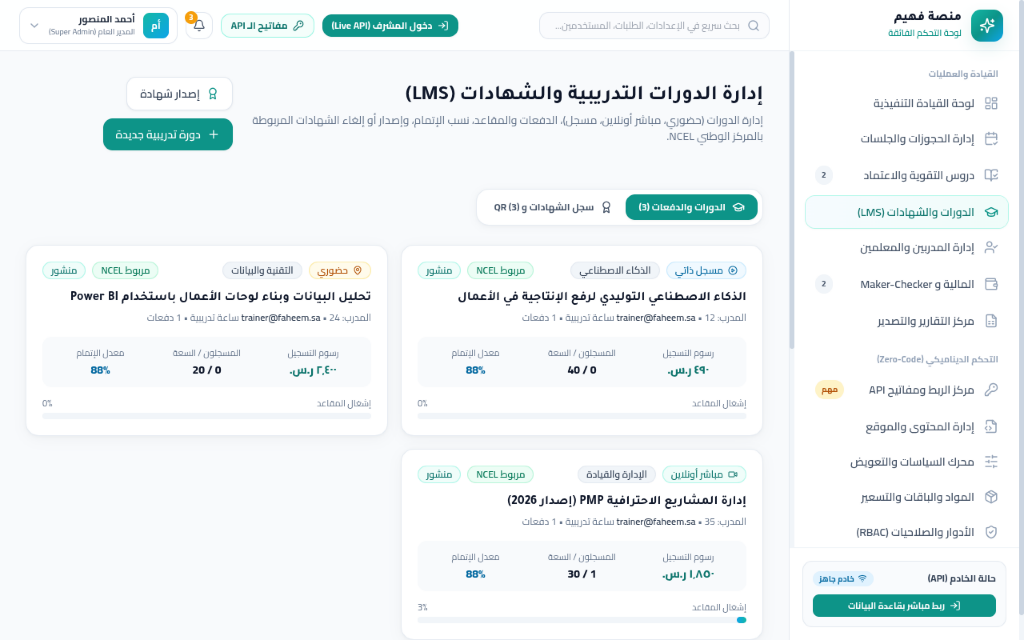 منصة فهيم
لوحة التحكم الفائقة
بحث سريع في الإعدادات، الطلبات، المستخدمين...
دخول المشرف (Live API)
مفاتيح الـ API
3
أم
أحمد المنصور
المدير العام (Super Admin)
القيادة والعمليات
لوحة القيادة التنفيذية
إدارة الحجوزات والجلسات
دروس التقوية والاعتماد
2
الدورات والشهادات (LMS)
إدارة المدربين والمعلمين
المالية و Maker-Checker
2
مركز التقارير والتصدير
التحكم الديناميكي (Zero-Code)
مركز الربط ومفاتيح API
مهم
إدارة المحتوى والموقع
محرك السياسات والتعويض
المواد والباقات والتسعير
الأدوار والصلاحيات (RBAC)
حالة الخادم (API)
خادم جاهز
ربط مباشر بقاعدة البيانات
إدارة الدورات التدريبية والشهادات (LMS)
إدارة الدورات (حضوري، مباشر أونلاين، مسجل)، الدفعات والمقاعد، نسب الإتمام، وإصدار أو إلغاء الشهادات المربوطة
بالمركز الوطني NCEL.
إصدار شهادة
+ دورة تدريبية جديدة
الدورات والدفعات (3)
سجل الشهادات و QR (3)
مسجل ذاتي
الذكاء الاصطناعي
مربوط NCEL
منشور
الذكاء الاصطناعي التوليدي لرفع الإنتاجية في الأعمال
المدرب: trainer@faheem.sa • 12 ساعة تدريبية • 1 دفعات
رسوم التسجيل
المسجلون / السعة
معدل الإتمام
٤٩٠ ر.س.
0 / 40
88%
إشغال المقاعد
0%
حضوري
التقنية والبيانات
مربوط NCEL
منشور
تحليل البيانات وبناء لوحات الأعمال باستخدام Power BI
المدرب: trainer@faheem.sa • 24 ساعة تدريبية • 1 دفعات
رسوم التسجيل
المسجلون / السعة
معدل الإتمام
٢,٤٠٠ ر.س.
0 / 20
88%
إشغال المقاعد
0%
مباشر أونلاين
الإدارة والقيادة
مربوط NCEL
منشور
إدارة المشاريع الاحترافية PMP (إصدار 2026)
المدرب: trainer@faheem.sa • 35 ساعة تدريبية • 1 دفعات
رسوم التسجيل
المسجلون / السعة
معدل الإتمام
١,٨٥٠ ر.س.
1 / 30
88%
إشغال المقاعد
3%